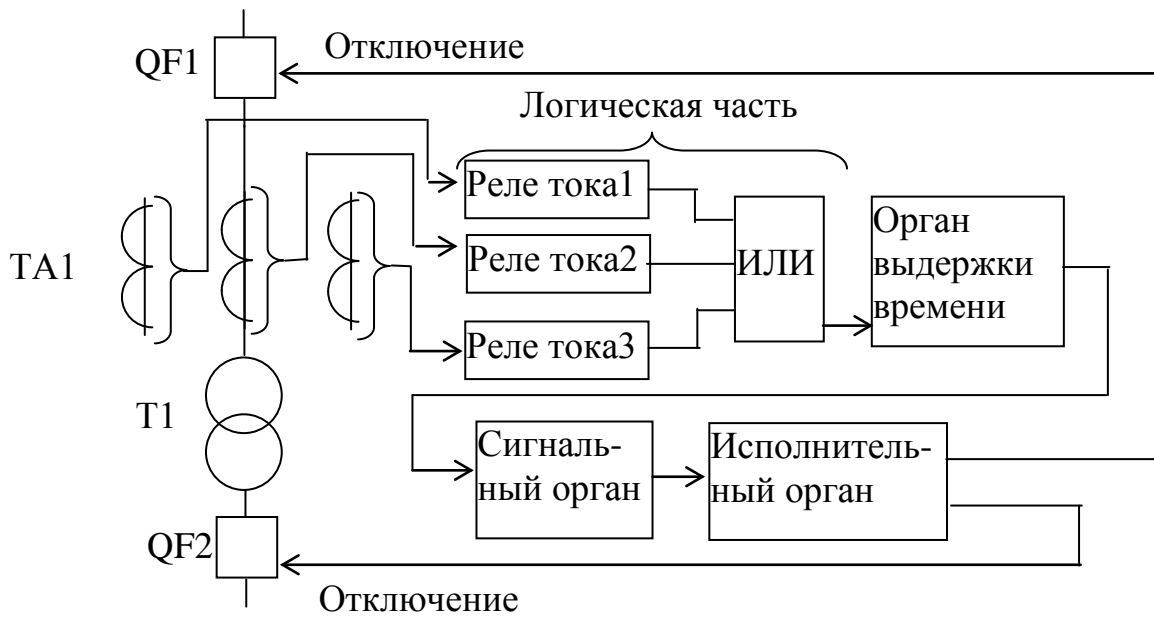 QF1
Отключение
Логическая часть
Реле тока1
TA1
Реле тока2
ИЛИ
Орган
выдержки
времени
Реле тока3
T1
Сигналь-
ный орган
Исполнитель-
ный орган
QF2
Отключение